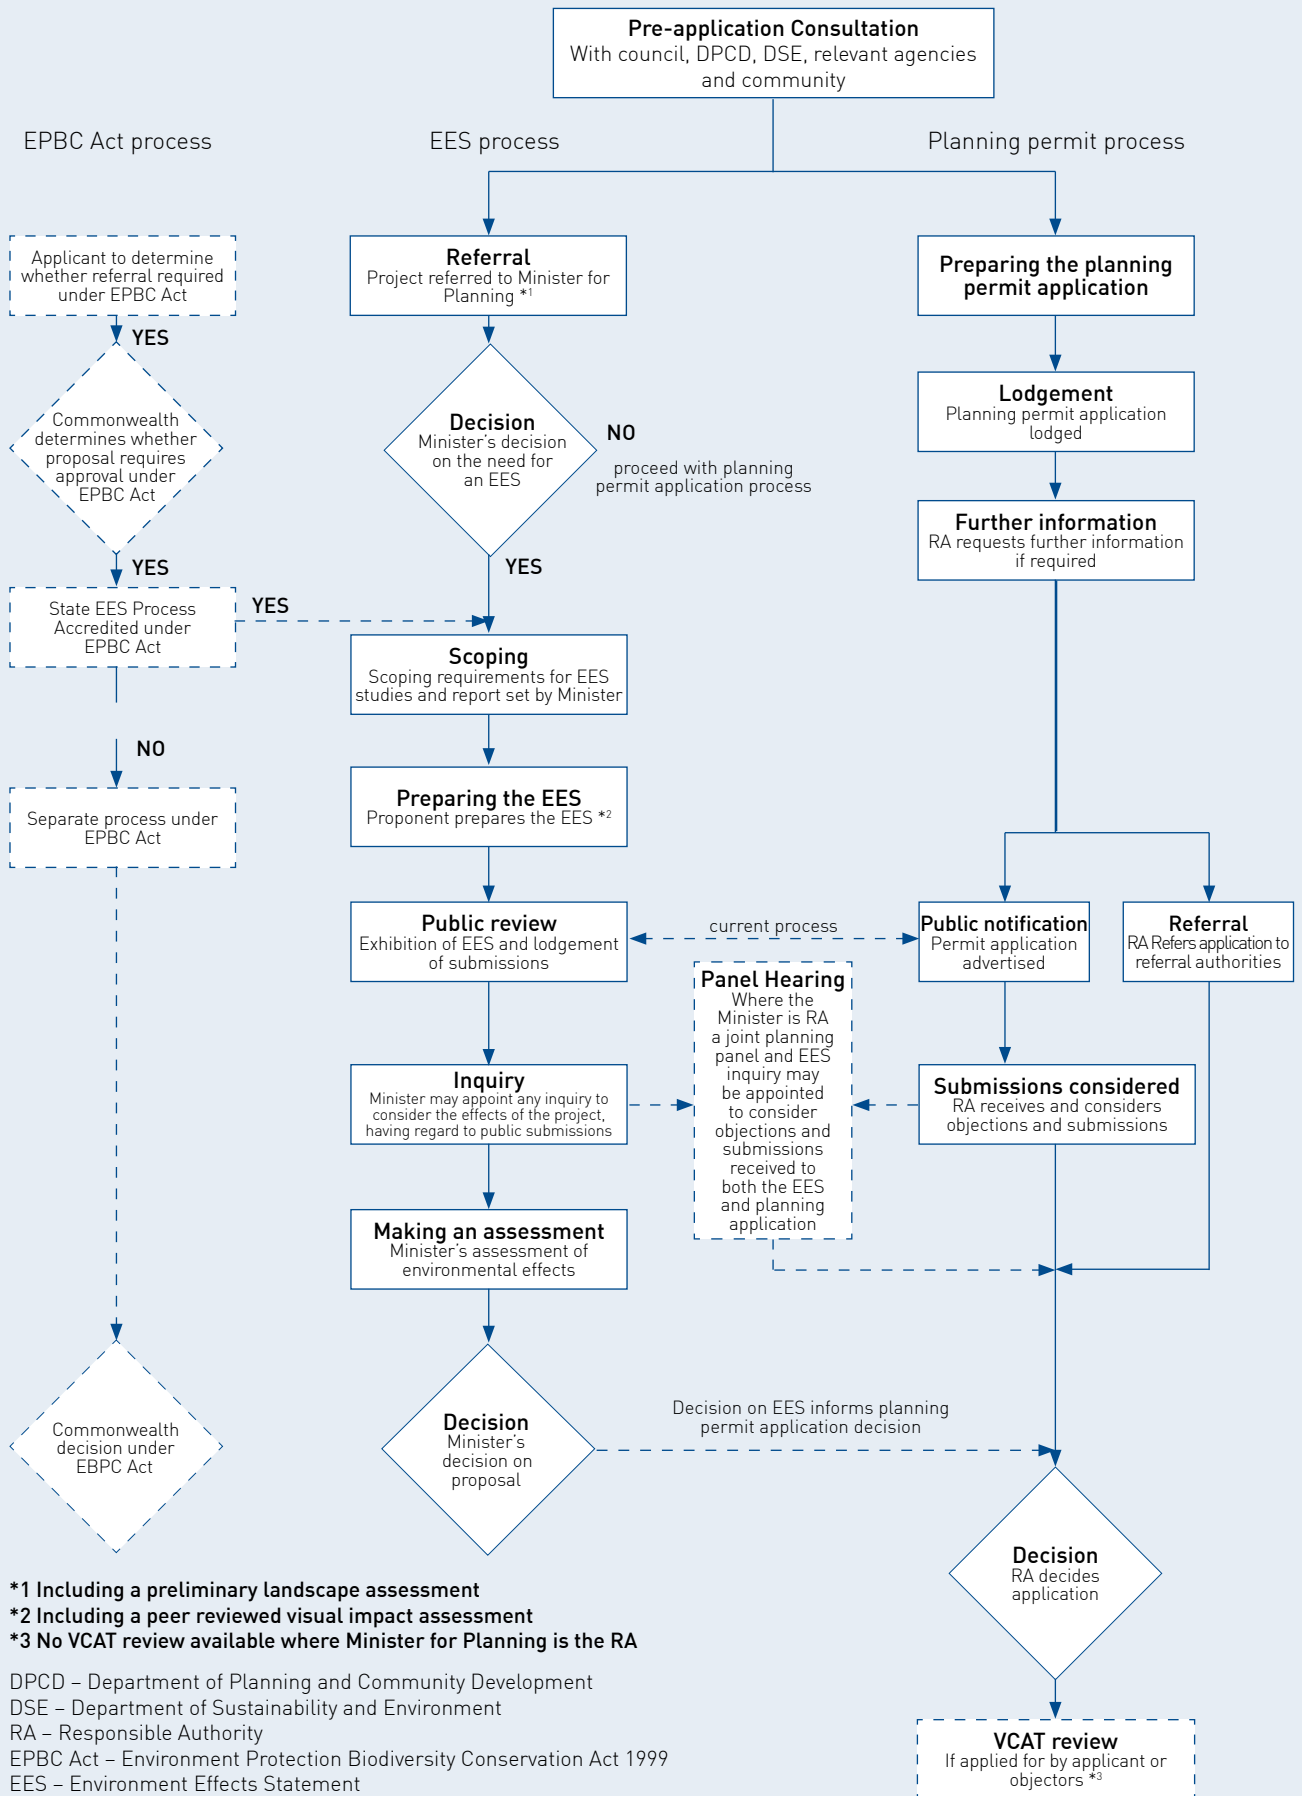 Pre-application Consultation
With council, DPCD, DSE, relevant agencies
and community
EPBC Act process
EES process
Planning permit process
Applicant to determine
whether referral required
under EPBC Act
YES
Commonwealth
determines whether
proposal requires
approval under
EPBC Act
YES
State EES Process
Accredited under
EPBC Act
YES
NO
Separate process under
EPBC Act
Commonwealth
decision under
EBPC Act
Referral
Project referred to Minister for
Planning *1
Decision
Minister's decision
on the need for
an EES
NO
proceed with planning
permit application process
YES
Scoping
Scoping requirements for EES
studies and report set by Minister
Preparing the EES
Proponent prepares the EES *2
Public review
Exhibition of EES and lodgement
of submissions
current process
Inquiry
Minister may appoint any inquiry to
consider the effects of the project,
having regard to public submissions
Making an assessment
Minister's assessment of
environmental effects
Decision
Minister's
decision on
proposal
Decision on EES informs planning
permit application decision
Panel Hearing
Where the
Minister is RA
a joint planning
panel and EES
inquiry may
be appointed
to consider
objections and
submissions
received to
both the EES
and planning
application
Preparing the planning
permit application
Lodgement
Planning permit application
lodged
Further information
RA requests further information
if required
Public notification
Permit application
advertised
Referral
RA Refers application to
referral authorities
Submissions considered
RA receives and considers
objections and submissions
Decision
RA decides
application
VCAT review
If applied for by applicant or
objectors *3
*1 Including a preliminary landscape assessment
*2 Including a peer reviewed visual impact assessment
*3 No VCAT review available where Minister for Planning is the RA
DPCD – Department of Planning and Community Development
DSE – Department of Sustainability and Environment
RA – Responsible Authority
EPBC Act – Environment Protection Biodiversity Conservation Act 1999
EES – Environment Effects Statement